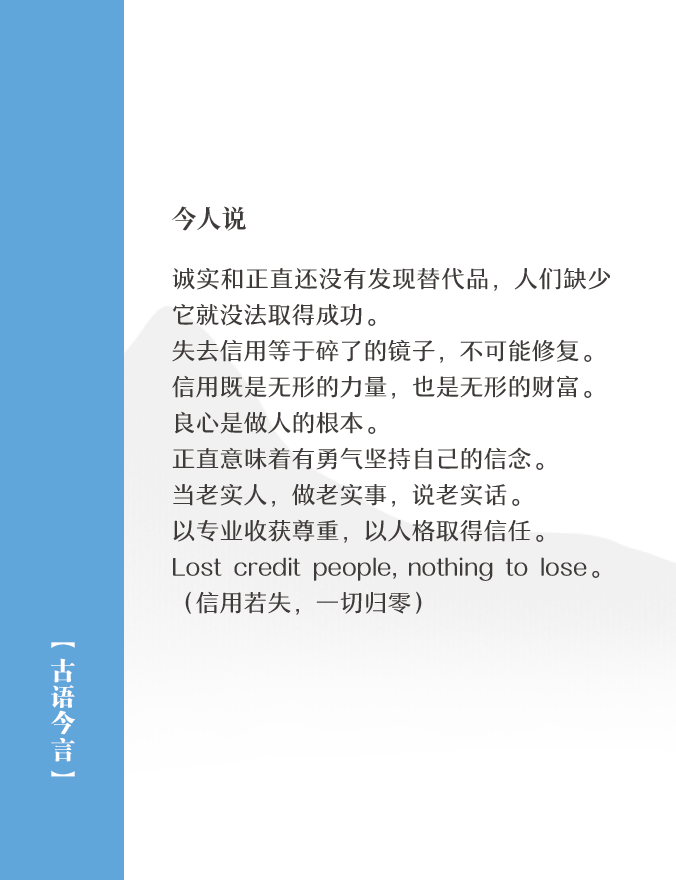 今人说
诚实和正直还没有发现替代品，人们缺少
它就没法取得成功。
失去信用等于碎了的镜子，不可能修复。
信用既是无形的力量，也是无形的财富。
良心是做人的根本。
正直意味着有勇气坚持自己的信念。
当老实人，做老实事，说老实话。
以专业收获尊重，以人格取得信任。
Lost credit people, nothing to lose。
（信用若失，一切归零）
【古语今言】